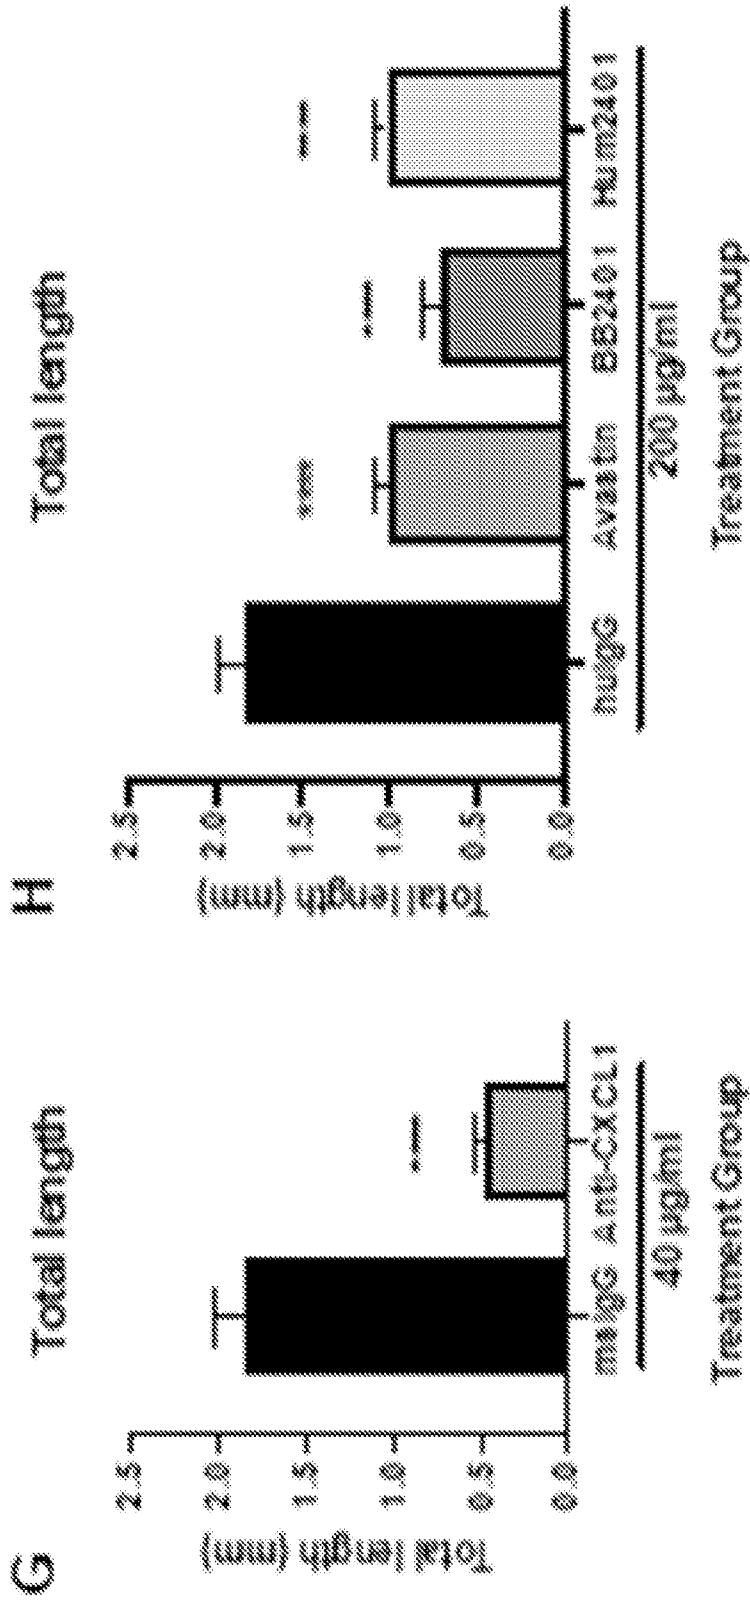 G
Total length
Total length (mm)
2.5
2.0
1.5
1.0
0.5
0.0
msIgG Anti-CXCL1
40 µg/ml
Treatment Group
H
Total length
Total length (mm)
2.5
2.0
1.5
1.0
0.5
0.0
huIgG Avastin BB2401 Hum2401
200 µg/ml
Treatment Group